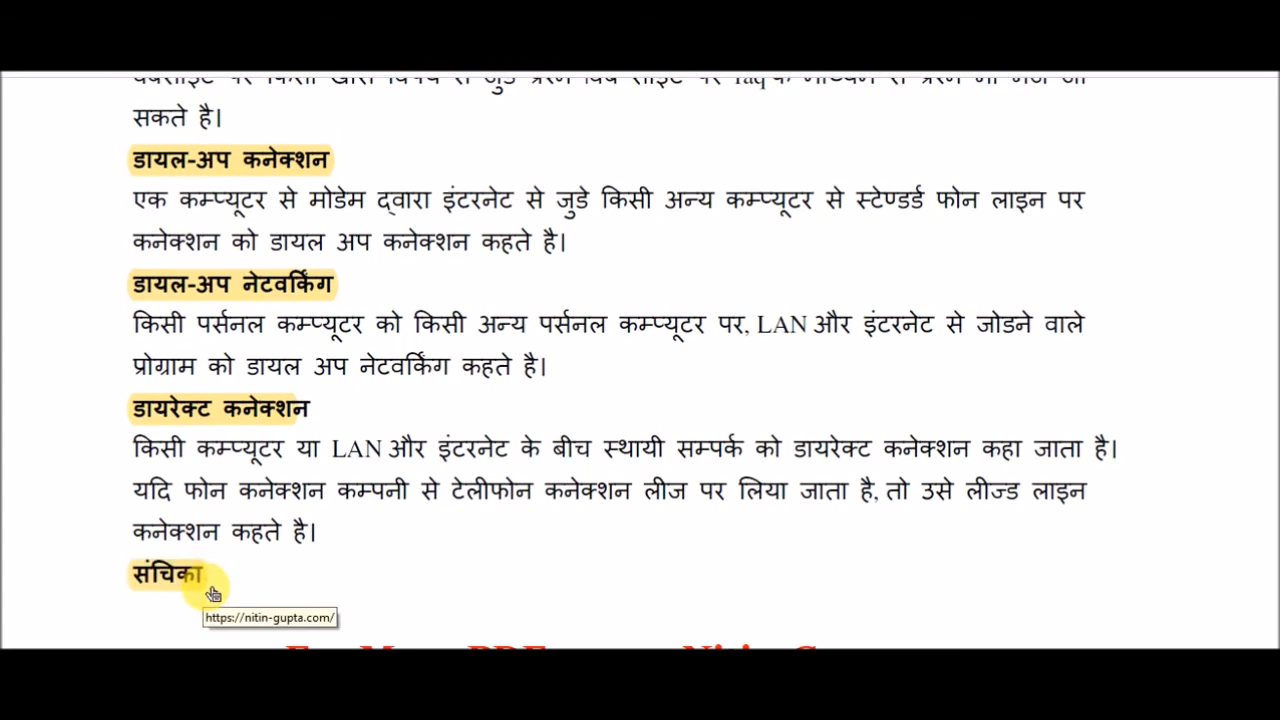 सकते है।
डायल-अप कनेक्शन
एक कम्प्यूटर से मोडेम द्वारा इंटरनेट से जुडे किसी अन्य कम्प्यूटर से स्टेण्डर्ड फोन लाइन पर
कनेक्शन को डायल अप कनेक्शन कहते है।
डायल-अप नेटवर्किंग
किसी पर्सनल कम्प्यूटर को किसी अन्य पर्सनल कम्प्यूटर पर, LAN और इंटरनेट से जोडने वाले
प्रोग्राम को डायल अप नेटवर्किंग कहते है।
डायरेक्ट कनेक्शन
किसी कम्प्यूटर या LAN और इंटरनेट के बीच स्थायी सम्पर्क को डायरेक्ट कनेक्शन कहा जाता है।
यदि फोन कनेक्शन कम्पनी से टेलीफोन कनेक्शन लीज पर लिया जाता है, तो उसे लीज्ड लाइन
कनेक्शन कहते है।
संचिका
https://nitin-gupta.com/